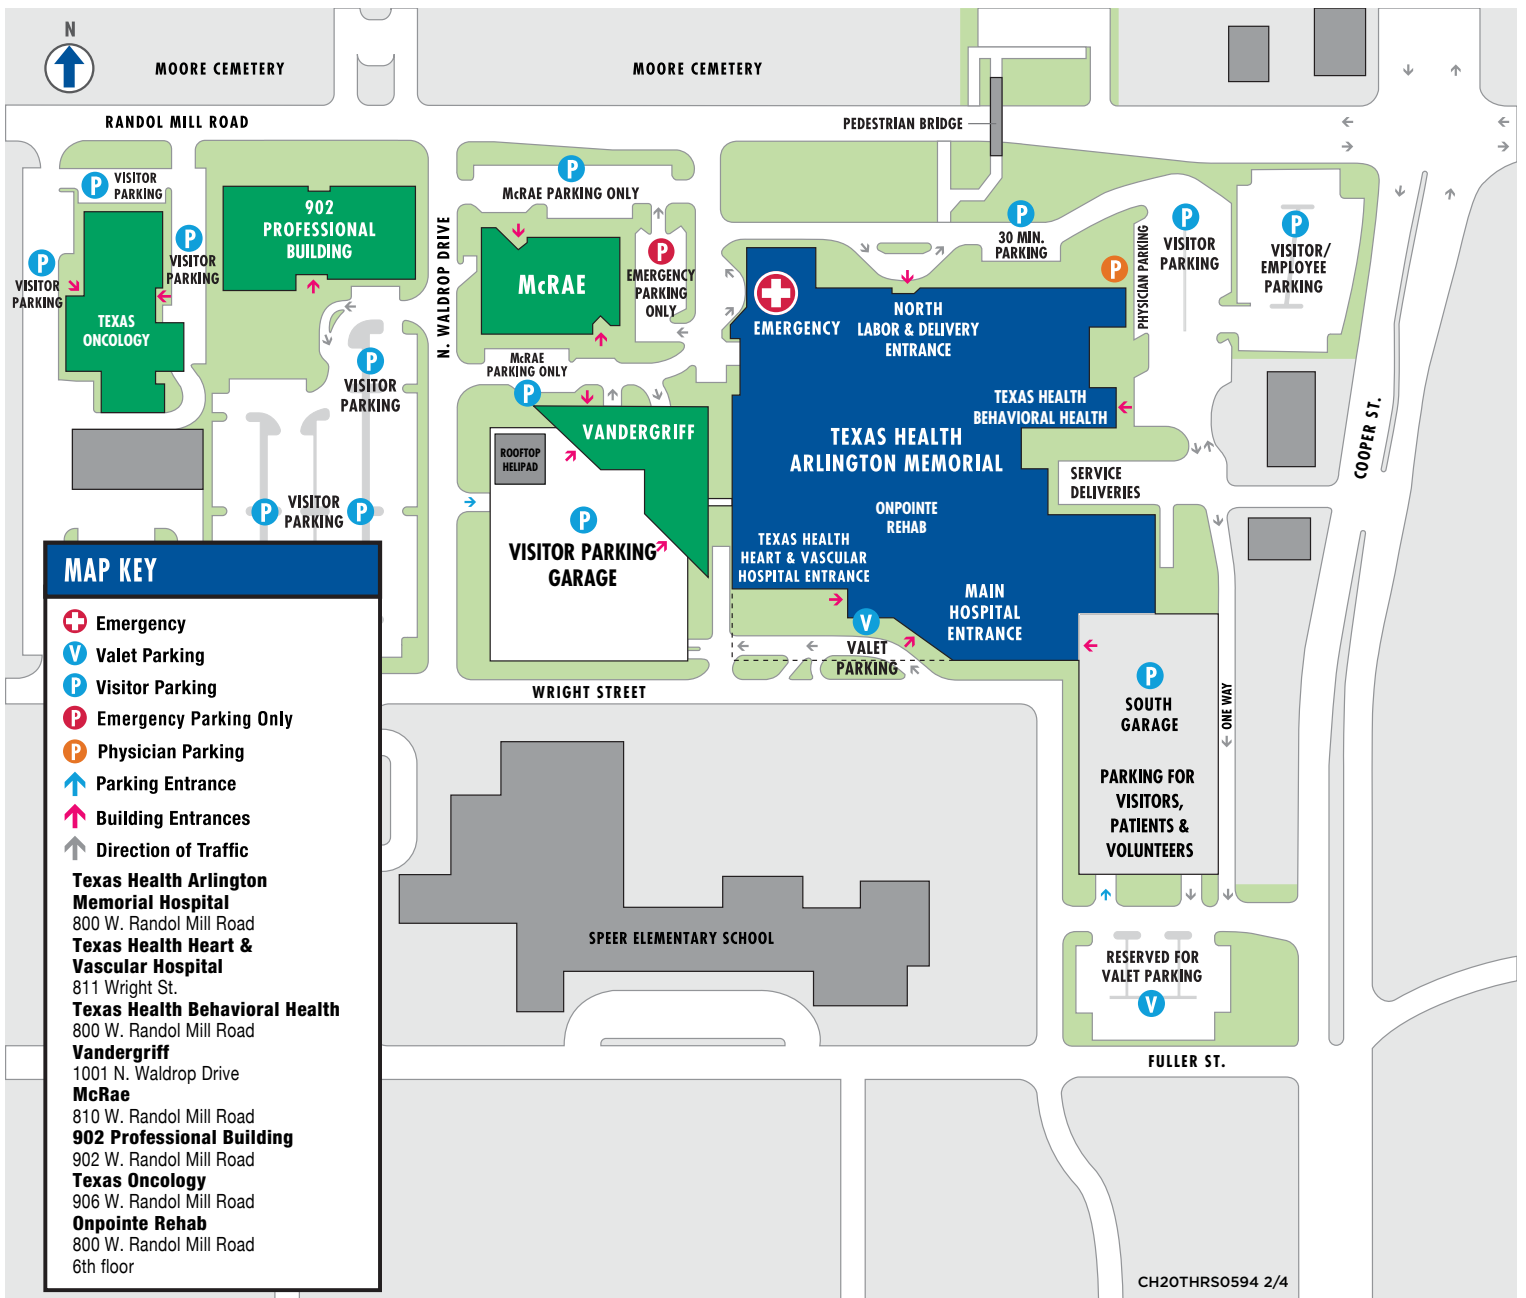 N
MOORE CEMETERY
MOORE CEMETERY
RANDOL MILL ROAD
PEDESTRIAN BRIDGE
P
VISITOR
PARKING
P
VISITOR
PARKING
P
VISITOR
PARKING
TEXAS
ONCOLOGY
902
PROFESSIONAL
BUILDING
N. WALDROP DRIVE
P
McRAE PARKING ONLY
McRAE
P
EMERGENCY
PARKING
ONLY
McRAE
PARKING ONLY
P
P
VISITOR
PARKING
P
VISITOR
PARKING
P
P
30 MIN.
PARKING
P
PHYSICIAN PARKING
P
VISITOR
PARKING
P
VISITOR/
EMPLOYEE
PARKING
EMERGENCY
NORTH
LABOR & DELIVERY
ENTRANCE
TEXAS HEALTH
BEHAVIORAL HEALTH
TEXAS HEALTH
ARLINGTON MEMORIAL
ONPOINTE
REHAB
TEXAS HEALTH
HEART & VASCULAR
HOSPITAL ENTRANCE
MAIN
HOSPITAL
ENTRANCE
SERVICE
DELIVERIES
COOPER ST.
VANDERGRIFF
ROOFTOP
HELIPAD
P
VISITOR PARKING
GARAGE
V
VALET
PARKING
WRIGHT STREET
P
SOUTH
GARAGE
PARKING FOR
VISITORS,
PATIENTS &
VOLUNTEERS
ONE WAY
SPEER ELEMENTARY SCHOOL
RESERVED FOR
VALET PARKING
V
FULLER ST.
MAP KEY
Emergency
V Valet Parking
P Visitor Parking
P Emergency Parking Only
P Physician Parking
Parking Entrance
Building Entrances
Direction of Traffic
Texas Health Arlington
Memorial Hospital
800 W. Randol Mill Road
Texas Health Heart &
Vascular Hospital
811 Wright St.
Texas Health Behavioral Health
800 W. Randol Mill Road
Vandergriff
1001 N. Waldrop Drive
McRae
810 W. Randol Mill Road
902 Professional Building
902 W. Randol Mill Road
Texas Oncology
906 W. Randol Mill Road
Onpointe Rehab
800 W. Randol Mill Road
6th floor
CH20THRS0594 2/4